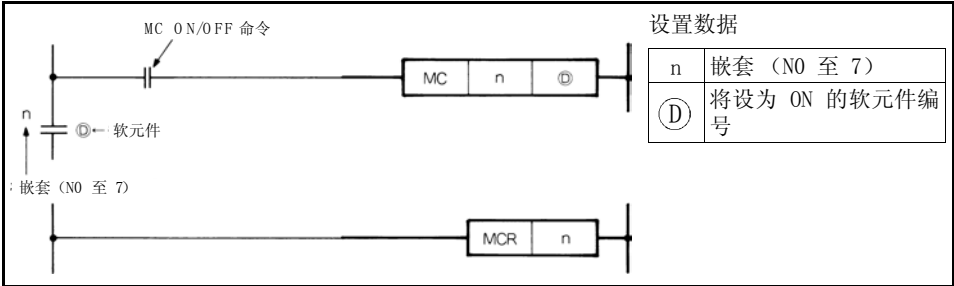 MC ON/OFF 命令
设置数据
MC n Ⓓ
n 嵌套 (N0 至 7)
Ⓓ 将设为 ON 的软元件编
号
n
Ⓓ← 软元件
嵌套 (N0 至 7)
MCR n